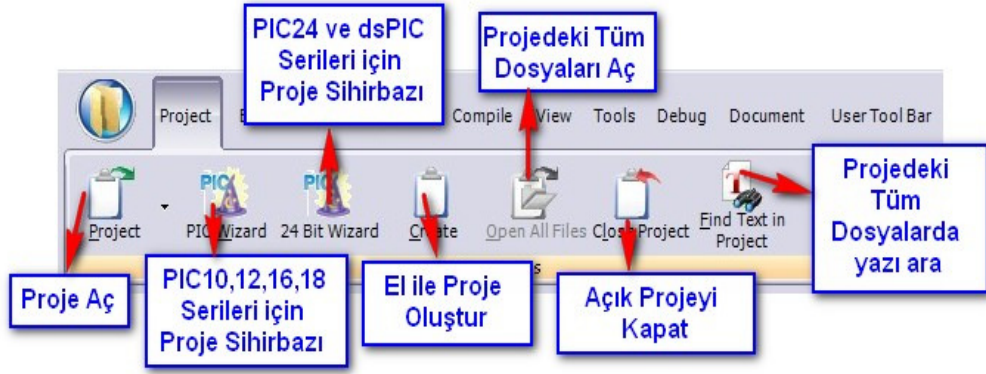 PIC24 ve dsPIC
Serileri için
Proje Sihirbazı
Projedeki Tüm
Dosyaları Aç
Project
Compile
View
Tools
Debug
Document
User Tool Bar
Project
PIC Wizard
24 Bit Wizard
Create
Open All Files
Close Project
Find Text in
Project
Projedeki
Tüm
Dosyalarda
yazı ara
Proje Aç
PIC10,12,16,18
Serileri için
Proje Sihirbazı
El ile Proje
Oluştur
Açık Projeyi
Kapat